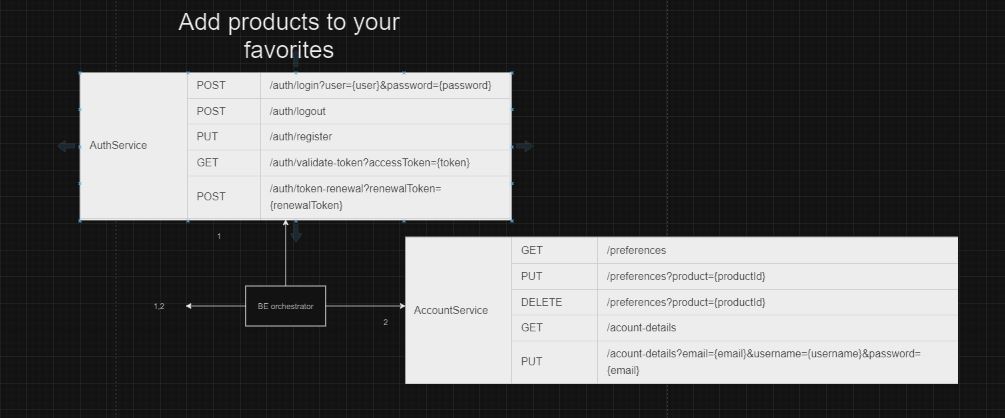 Add products to your
favorites
AuthService
POST
/auth/login?user={user}&password={password}
POST
/auth/logout
PUT
/auth/register
GET
/auth/validate-token?accessToken={token}
POST
/auth/token-renewal?renewalToken=
{renewalToken}
1
1,2
BE orchestrator
2
AccountService
GET
/preferences
PUT
/preferences?product={productId}
DELETE
/preferences?product={productId}
GET
/acount-details
PUT
/acount-details?email={email}&username={username}&password=
{email}